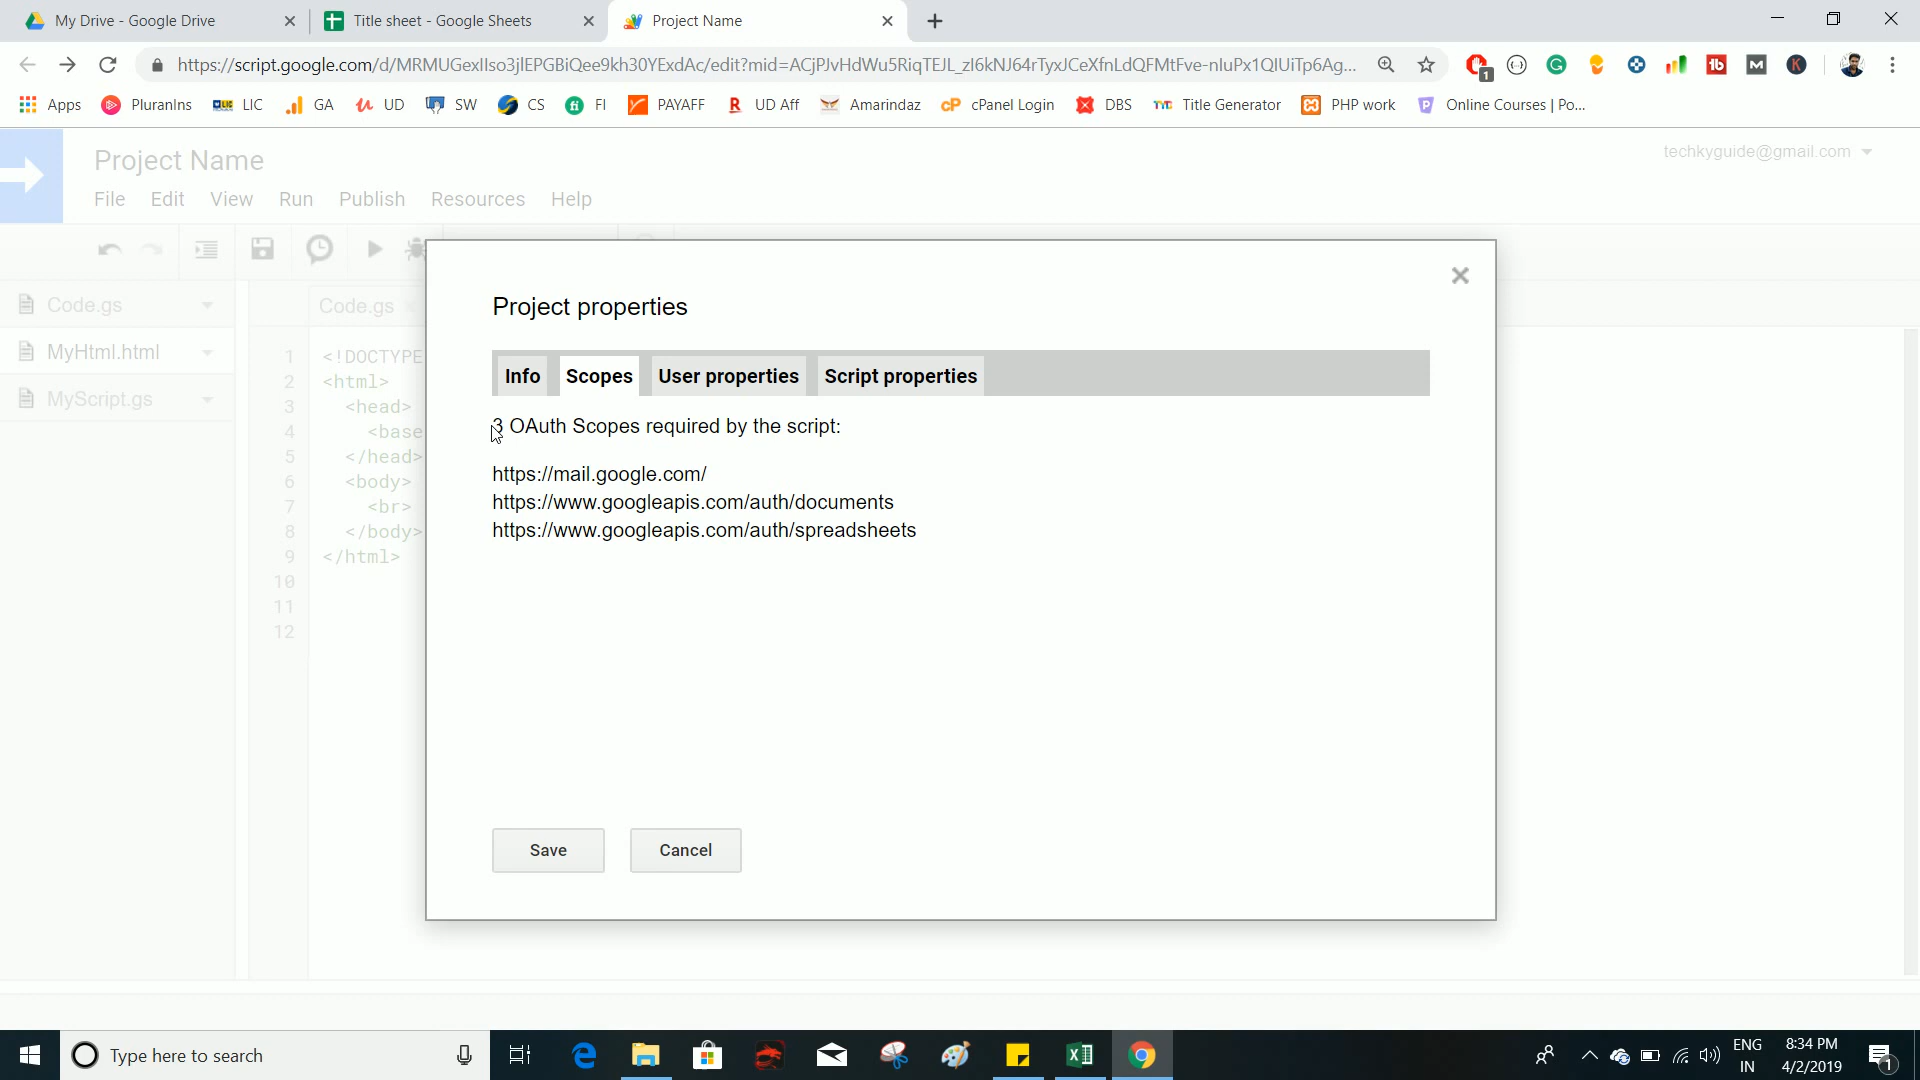 My Drive - Google Drive
Title sheet - Google Sheets
Project Name
https://script.google.com/d/MRMUGexIIso3jlEPGBiQee9kh30YExdAc/edit?mid=ACjPJvHdWu5RiqTEJL_zI6kNJ64rTyxJCeXfnLdQFMtFve-nIuPx1QIUiTp6Ag...
1
Apps
PluranIns
LIC
GA
UD
SW
CS
FI
PAYAFF
UD Aff
Amarindaz
cPanel Login
DBS
Title Generator
PHP work
Online Courses | Po...
Project Name
techkyguide@gmail.com
File Edit View Run Publish Resources Help
Code.gs
MyHtml.html
MyScript.gs
Code.gs
1 <!DOCTYPE
2 <html>
3 <head>
4 <base
5 </head>
6 <body>
7 <br>
8 </body>
9 </html>
10
11
12
Project properties
Info Scopes User properties Script properties
3 OAuth Scopes required by the script:
https://mail.google.com/
https://www.googleapis.com/auth/documents
https://www.googleapis.com/auth/spreadsheets
Save Cancel
Type here to search
ENG
IN
8:34 PM
4/2/2019
1